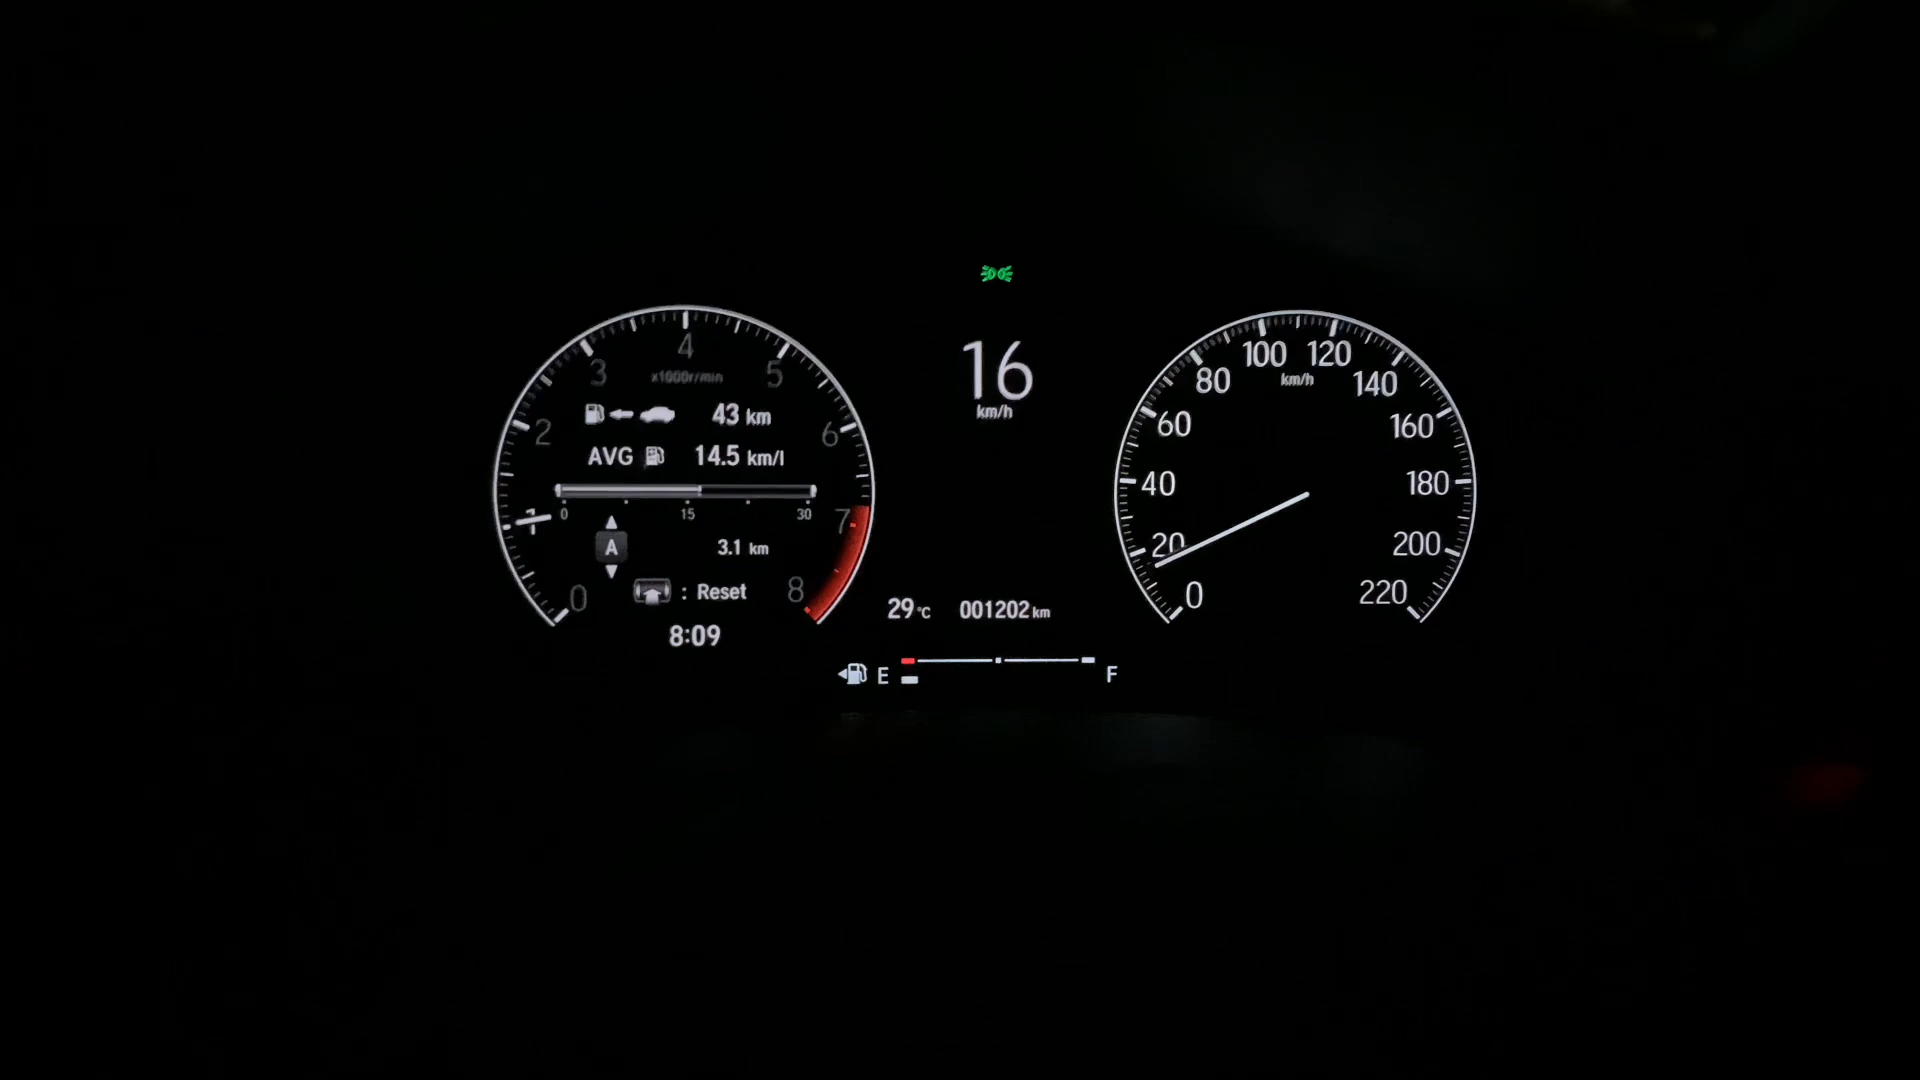 4
3
5
x1000r/min
2
6
43 km
AVG 14.5 km/l
0 15 30
1
7
A 3.1 km
: Reset
0
8
8:09
16
km/h
29°C 001202 km
E F
100 120
km/h
80 140
60 160
40 180
20 200
0 220